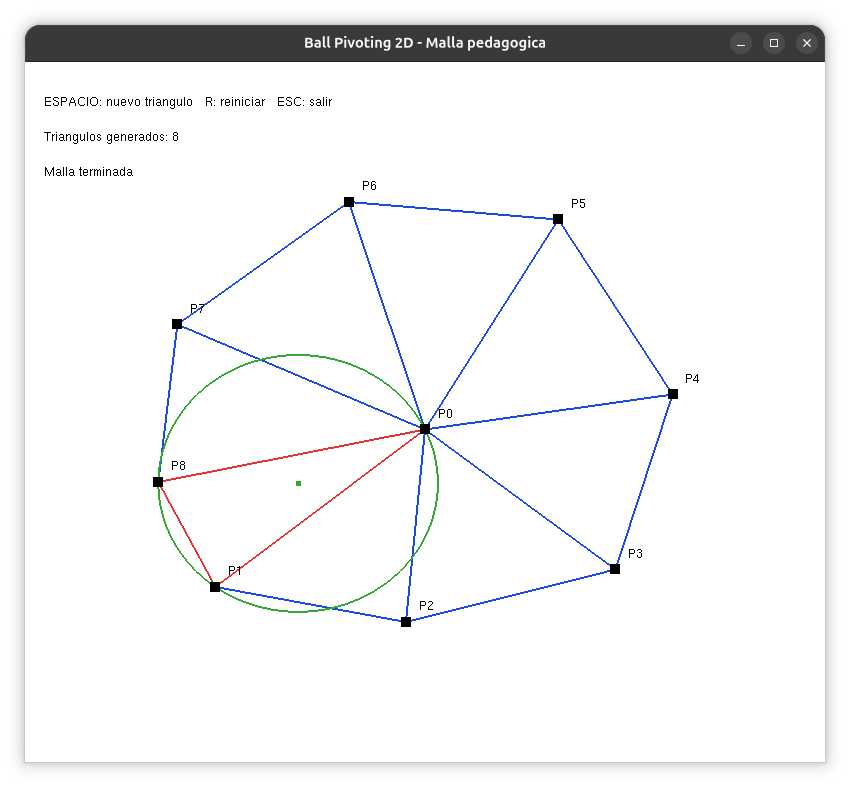 Ball Pivoting 2D - Malla pedagogica
ESPACIO: nuevo triangulo   R: reiniciar   ESC: salir
Triangulos generados: 8
Malla terminada
P6
P5
P7
P4
P0
P8
P3
P1
P2